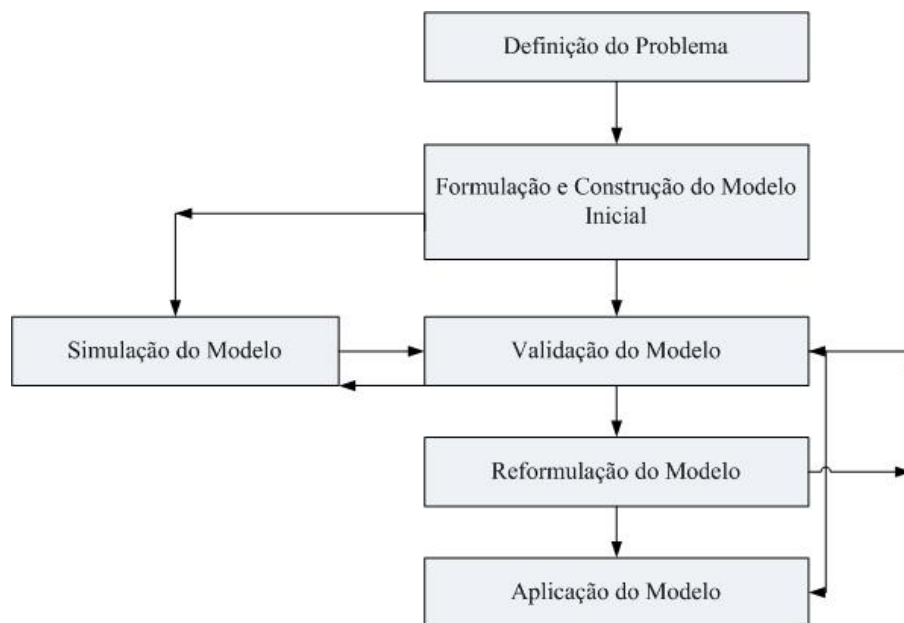 Definição do Problema
Formulação e Construção do Modelo
Inicial
Simulação do Modelo
Validação do Modelo
Reformulação do Modelo
Aplicação do Modelo